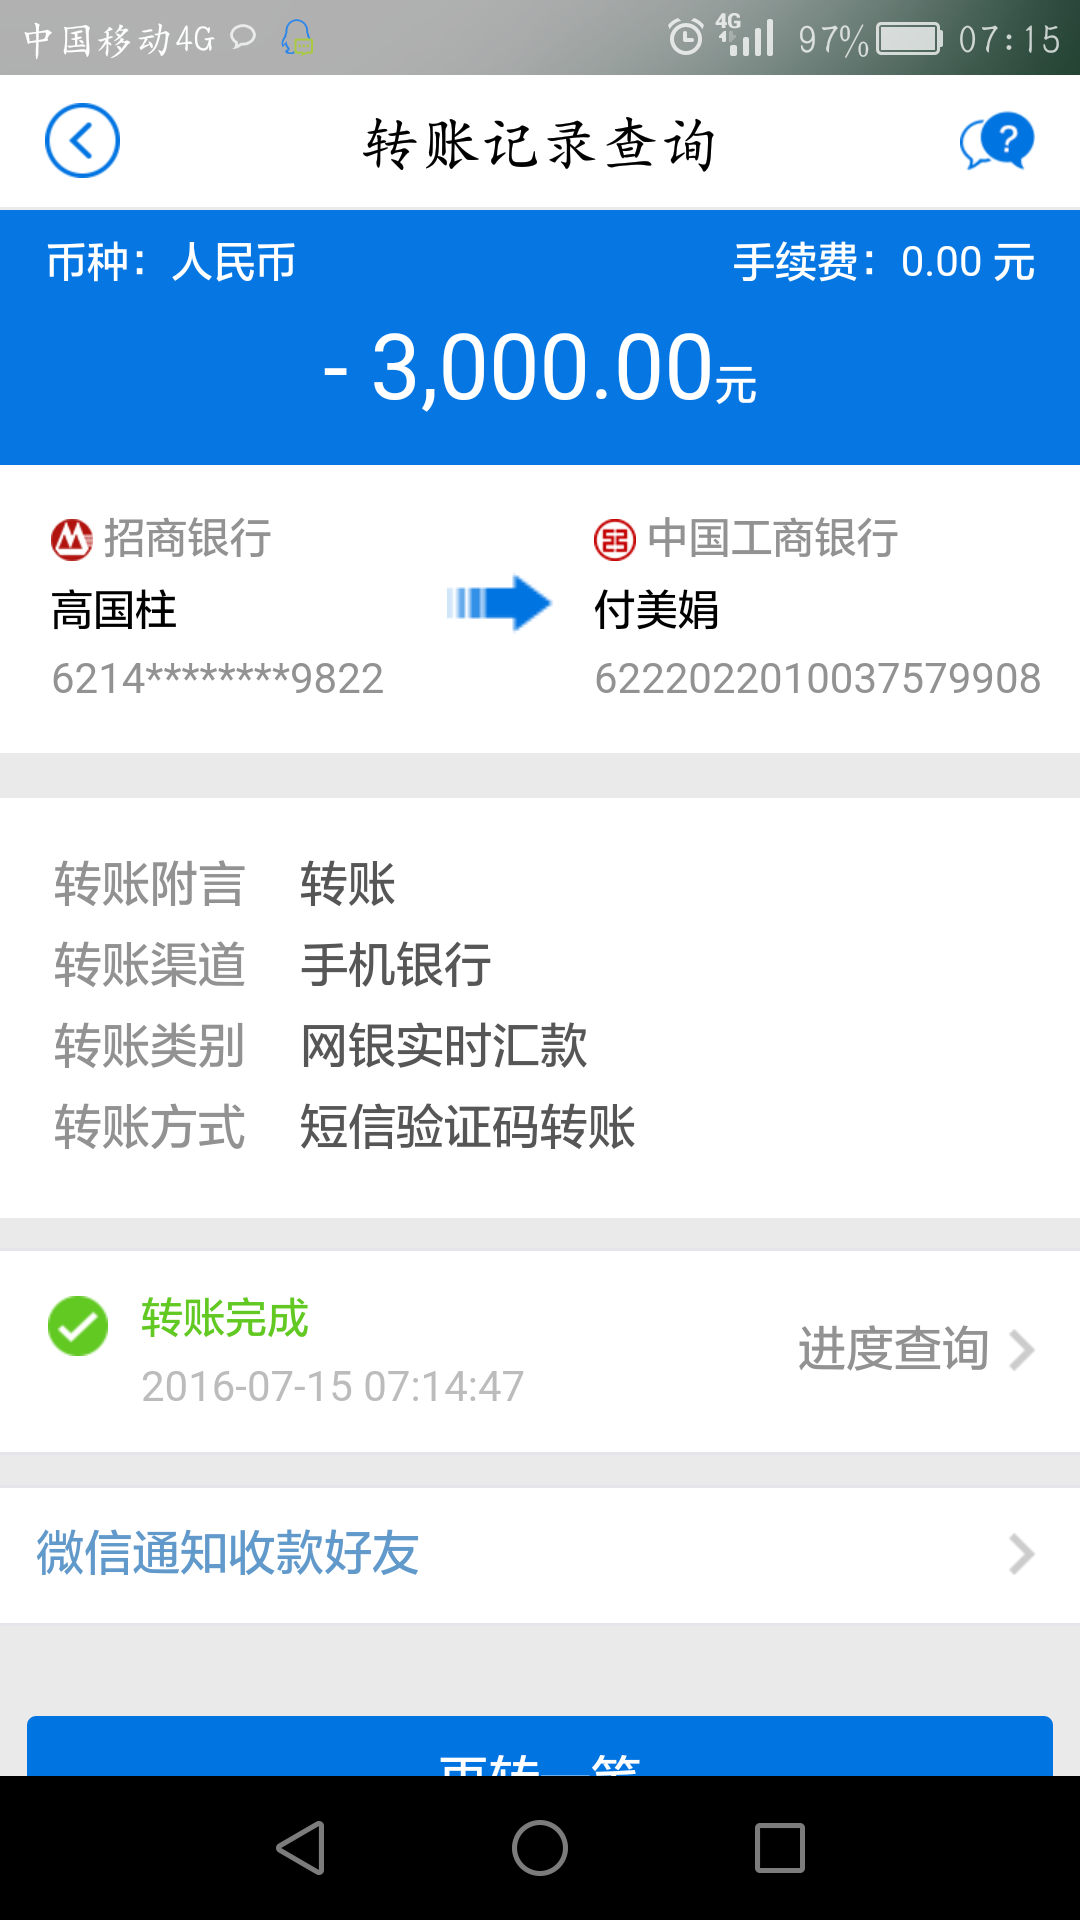 中国移动4G 4G 97% 07:15
转账记录查询 ?
币种：人民币 手续费：0.00 元
- 3,000.00元
招商银行 中国工商银行
高国柱 付美娟
6214********9822 6222022010037579908
转账附言 转账
转账渠道 手机银行
转账类别 网银实时汇款
转账方式 短信验证码转账
转账完成
2016-07-15 07:14:47
进度查询
微信通知收款好友
再转一笔